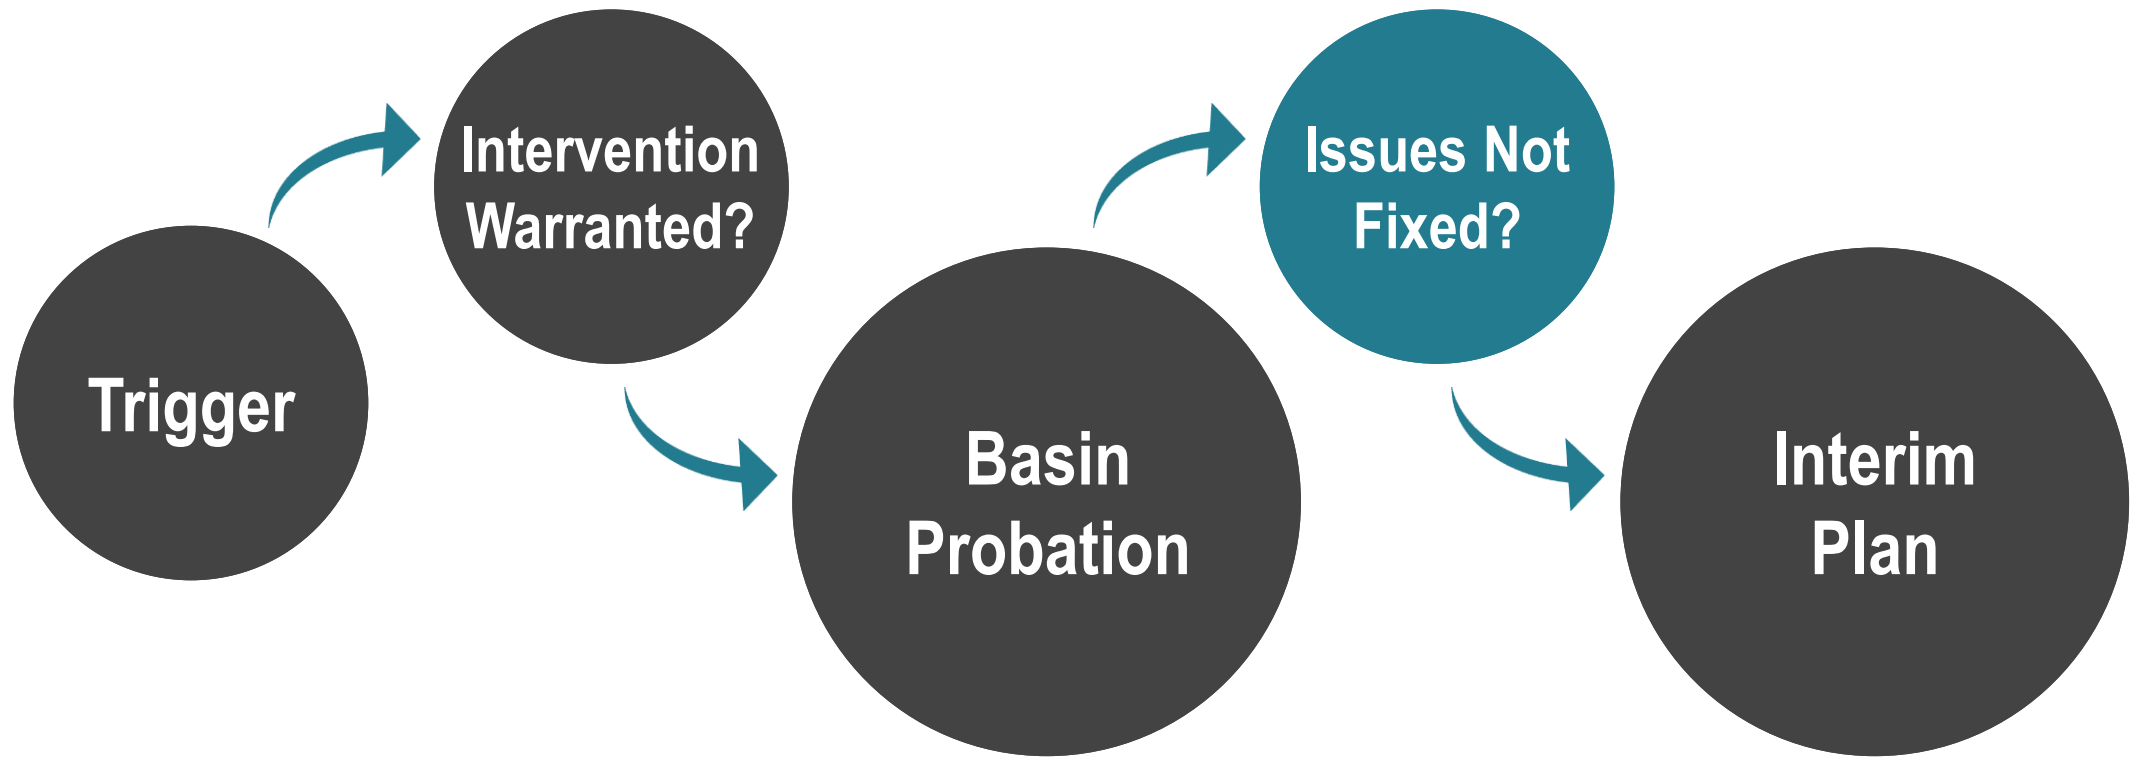 Trigger
Intervention
Warranted?
Basin
Probation
Issues Not
Fixed?
Interim
Plan